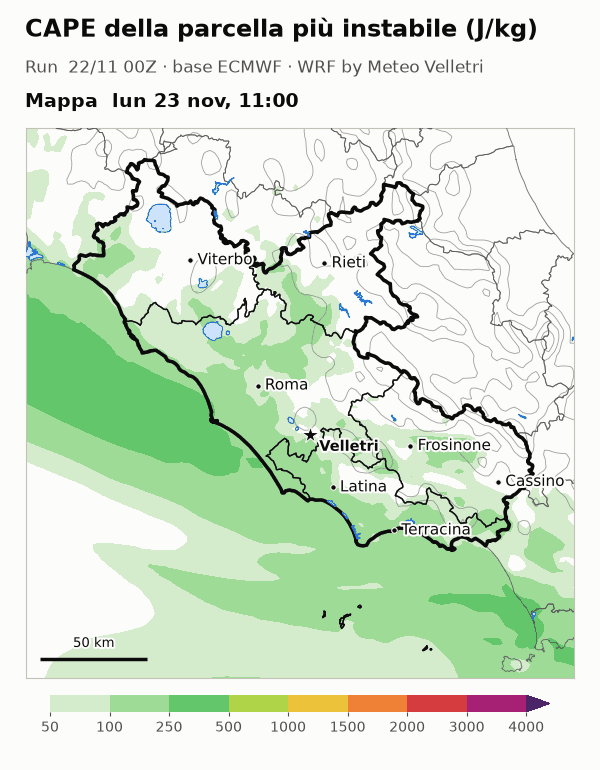 CAPE della parcella più instabile (J/kg)
Run  22/11 00Z · base ECMWF · WRF by Meteo Velletri
Mappa  lun 23 nov, 11:00
Viterbo
Rieti
Roma
Velletri
Frosinone
Latina
Cassino
Terracina
50 km
50 100 250 500 1000 1500 2000 3000 4000